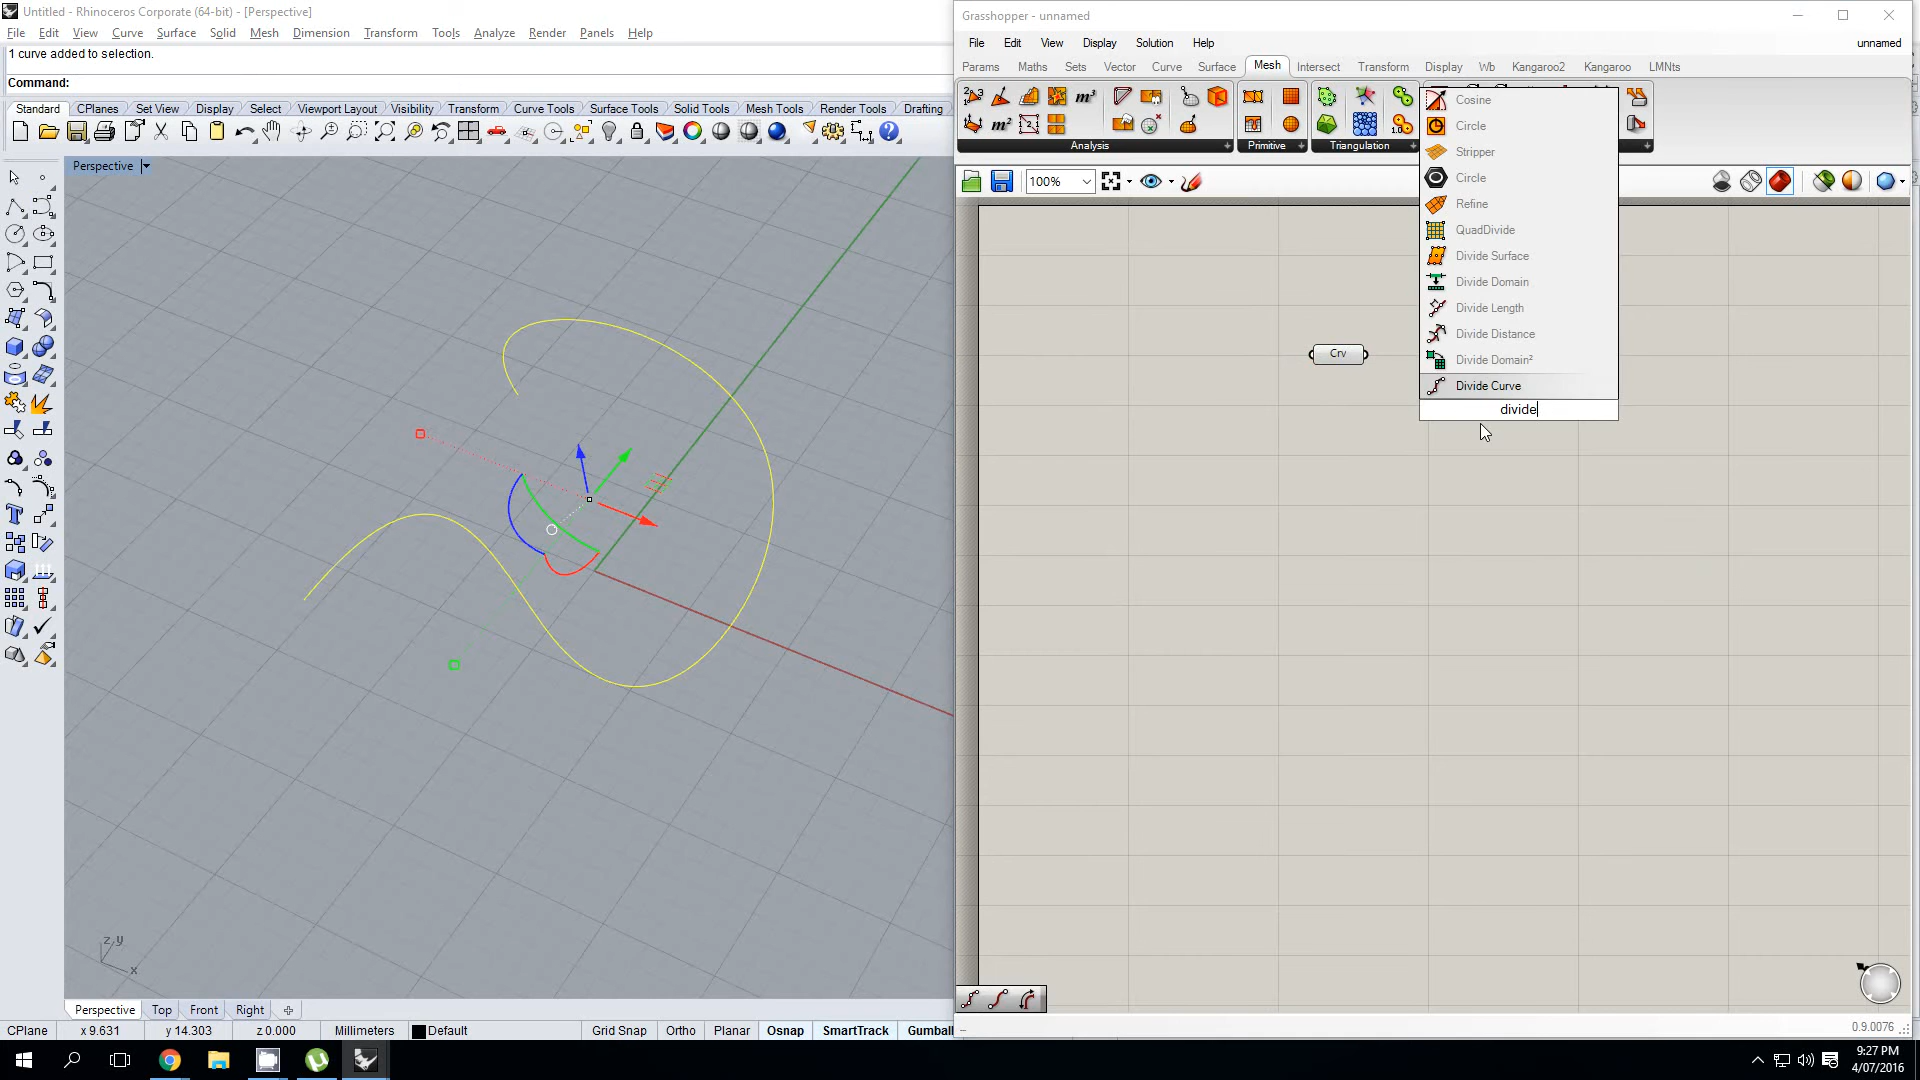 Untitled - Rhinoceros Corporate (64-bit) - [Perspective]
File Edit View Curve Surface Solid Mesh Dimension Transform Tools Analyze Render Panels Help
1 curve added to selection.
Command:
Standard CPlanes Set View Display Select Viewport Layout Visibility Transform Curve Tools Surface Tools Solid Tools Mesh Tools Render Tools Drafting
Perspective
z y
x
Perspective Top Front Right
CPlane x 9.631 y 14.303 z 0.000 Millimeters Default Grid Snap Ortho Planar Osnap SmartTrack Gumball
Grasshopper - unnamed
File Edit View Display Solution Help unnamed
Params Maths Sets Vector Curve Surface Mesh Intersect Transform Display Wb Kangaroo2 Kangaroo LMNts
Analysis Primitive Triangulation
100%
Cosine
Circle
Stripper
Circle
Refine
QuadDivide
Divide Surface
Divide Domain
Divide Length
Divide Distance
Divide Domain²
Divide Curve
divide
Crv
0.9.0076
9:27 PM
4/07/2016